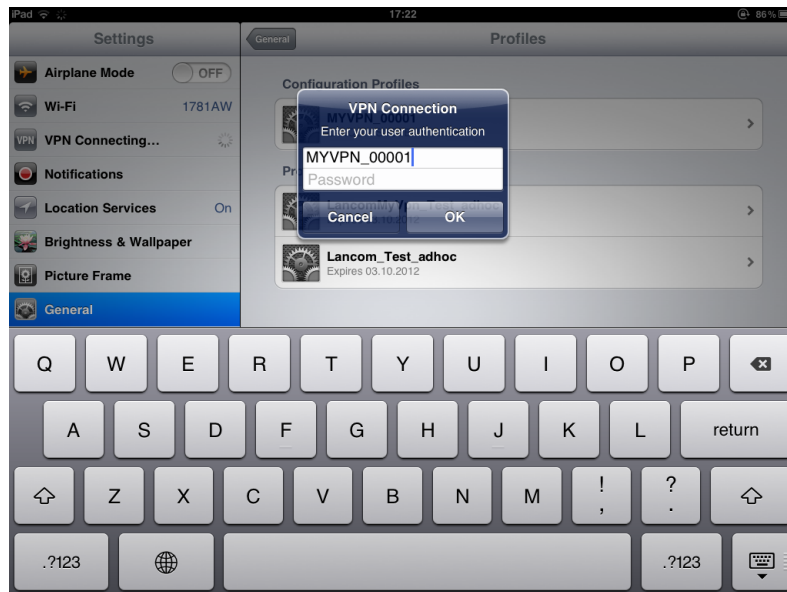 iPad 17:22 86%
Settings
General Profiles
Airplane Mode OFF
Wi-Fi 1781AW
VPN VPN Connecting...
Notifications
Location Services On
Brightness & Wallpaper
Picture Frame
General
Configuration Profiles
MYVPN_00001
VPN Connection
Enter your user authentication
MYVPN_00001
Password
Cancel OK
LancomMyVpn_Test_adhoc
Lancom_Test_adhoc
Expires 03.10.2012
Q W E R T Y U I O P
A S D F G H J K L return
Z X C V B N M ! , ? .
.?123 .?123